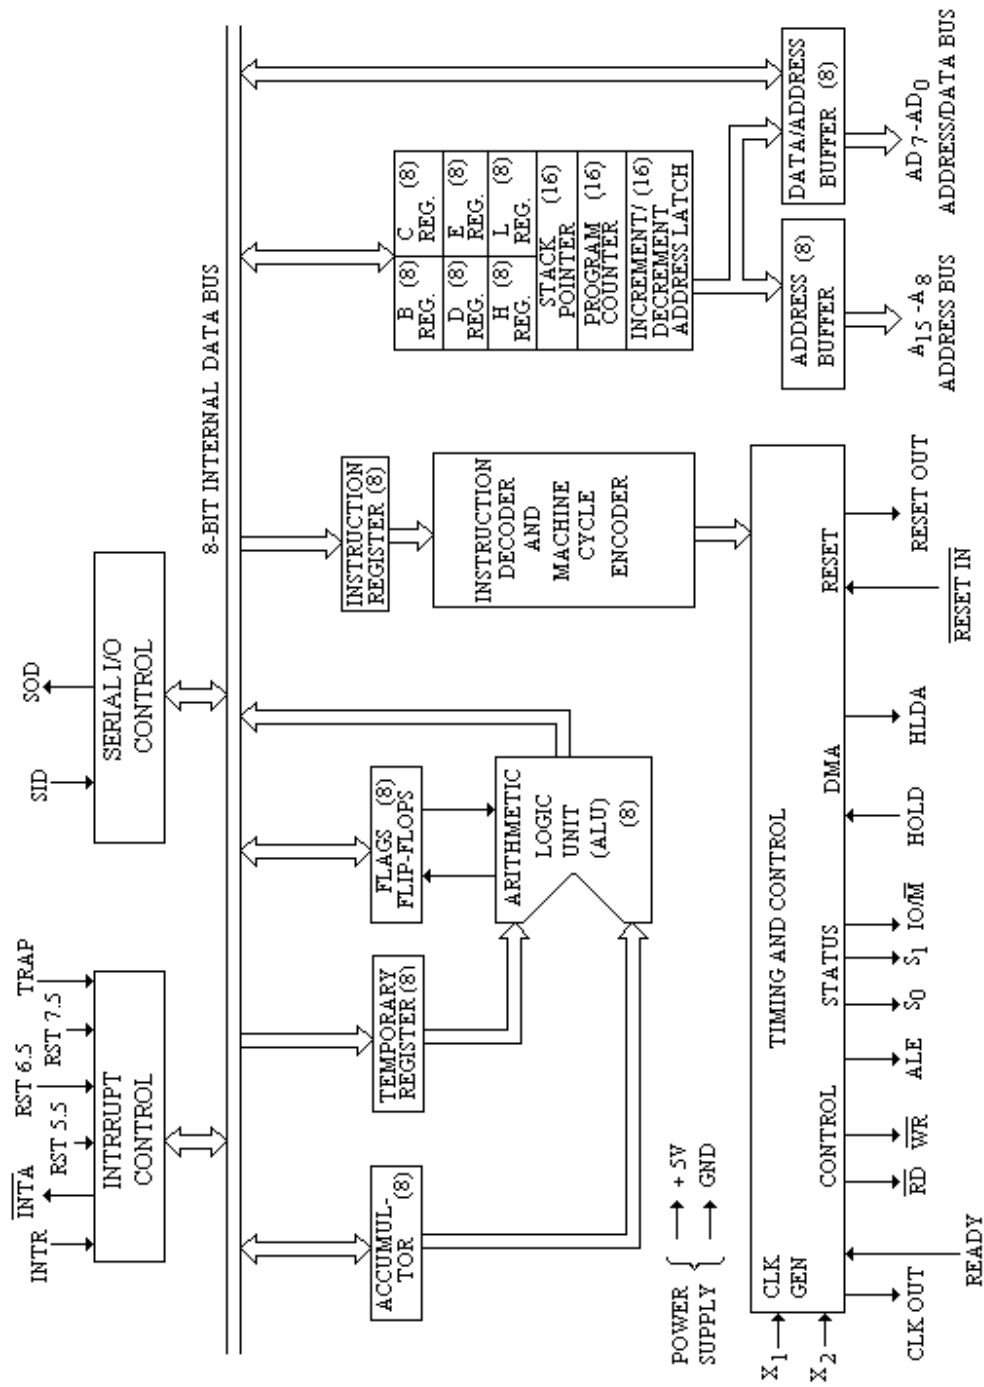 INTR
INTA
RST 5.5
RST 6.5
RST 7.5
TRAP
SID
SOD
INTRRUPT
CONTROL
SERIAL I/O
CONTROL
8-BIT INTERNAL DATA BUS
ACCUMUL-
TOR (8)
TEMPORARY
REGISTER (8)
FLAGS (8)
FLIP-FLOPS
ARITHMETIC
LOGIC
UNIT
(ALU)
(8)
INSTRUCTION
REGISTER (8)
INSTRUCTION
DECODER
AND
MACHINE
CYCLE
ENCODER
B (8)
REG.
C (8)
REG.
D (8)
REG.
E (8)
REG.
H (8)
REG.
L (8)
REG.
STACK (16)
POINTER
PROGRAM (16)
COUNTER
INCREMENT/ (16)
DECREMENT
ADDRESS LATCH
POWER
SUPPLY
+ 5V
GND
X1
X2
CLK
GEN
TIMING AND CONTROL
CONTROL
STATUS
DMA
RESET
ADDRESS (8)
BUFFER
DATA/ADDRESS
BUFFER (8)
CLK OUT
READY
RD
WR
ALE
S0
S1
IO/M
HOLD
HLDA
RESET IN
RESET OUT
A15 -A8
ADDRESS BUS
AD7-AD0
ADDRESS/DATA BUS